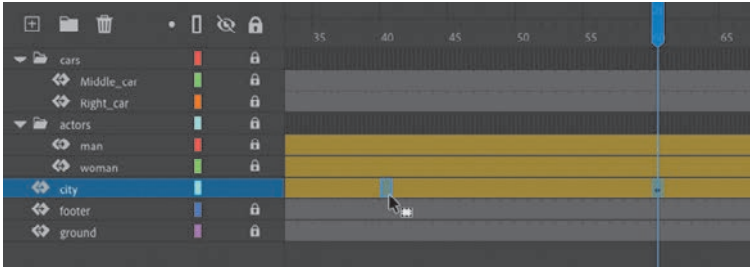 35 40 45 50 55 65
cars
Middle_car
Right_car
actors
man
woman
city
footer
ground